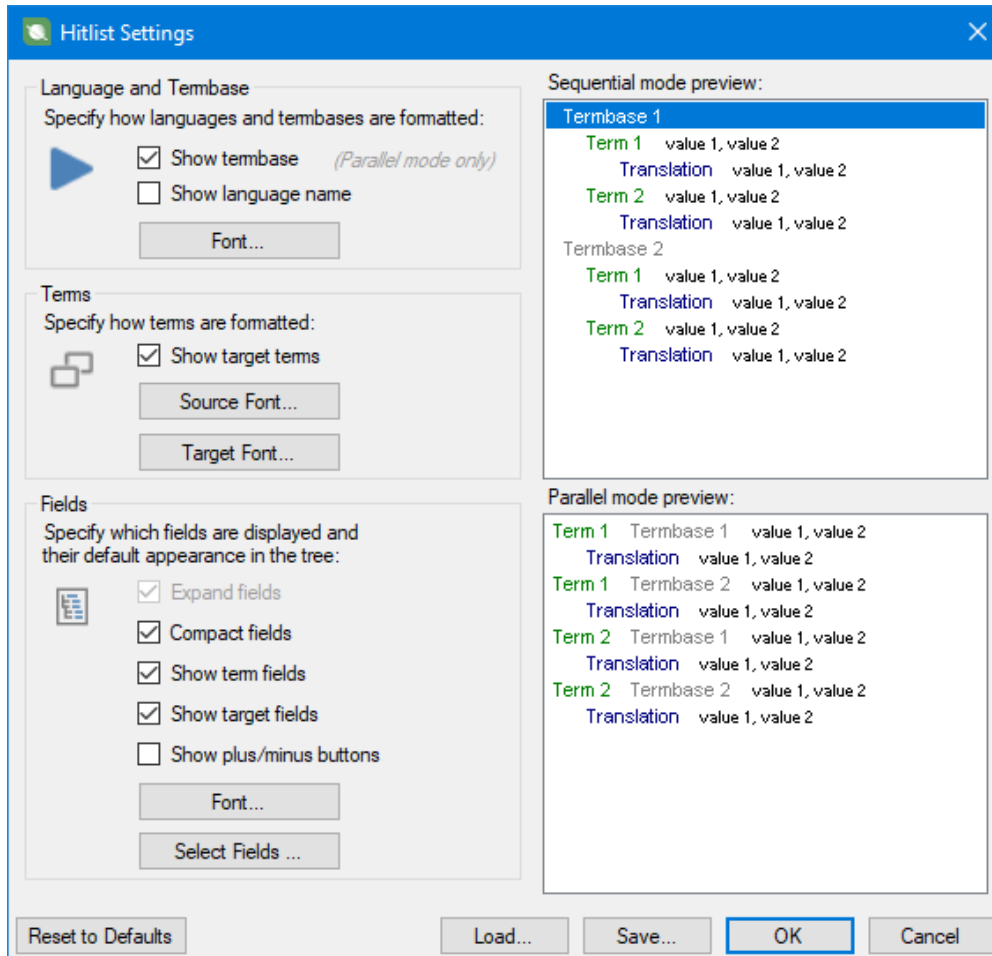 Hitlist Settings
Language and Termbase
Specify how languages and termbases are formatted:
Show termbase (Parallel mode only)
Show language name
Font...
Terms
Specify how terms are formatted:
Show target terms
Source Font...
Target Font...
Fields
Specify which fields are displayed and
their default appearance in the tree:
Expand fields
Compact fields
Show term fields
Show target fields
Show plus/minus buttons
Font...
Select Fields ...
Sequential mode preview:
Termbase 1
Term 1 value 1, value 2
Translation value 1, value 2
Term 2 value 1, value 2
Translation value 1, value 2
Termbase 2
Term 1 value 1, value 2
Translation value 1, value 2
Term 2 value 1, value 2
Translation value 1, value 2
Parallel mode preview:
Term 1 Termbase 1 value 1, value 2
Translation value 1, value 2
Term 1 Termbase 2 value 1, value 2
Translation value 1, value 2
Term 2 Termbase 1 value 1, value 2
Translation value 1, value 2
Term 2 Termbase 2 value 1, value 2
Translation value 1, value 2
Reset to Defaults
Load...
Save...
OK
Cancel